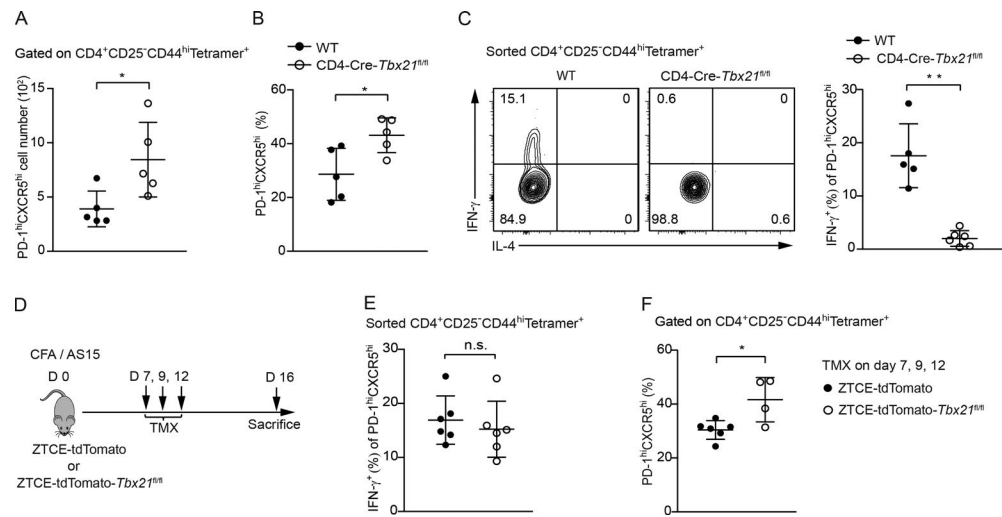 A
Gated on CD4⁺CD25⁻CD44ʰⁱTetramer⁺
*
PD-1ʰⁱCXCR5ʰⁱ cell number (10²)
15
10
5
0
B
WT
CD4-Cre-Tbx21ᶠˡ/ᶠˡ
*
PD-1ʰⁱCXCR5ʰⁱ (%)
60
40
20
0
C
Sorted CD4⁺CD25⁻CD44ʰⁱTetramer⁺
WT
CD4-Cre-Tbx21ᶠˡ/ᶠˡ
15.1
0
0.6
0
84.9
0
98.8
0.6
IFN-γ
IL-4
WT
CD4-Cre-Tbx21ᶠˡ/ᶠˡ
* *
IFN-γ⁺ (%) of PD-1ʰⁱCXCR5ʰⁱ
30
20
10
0
D
CFA / AS15
D 0
D 7, 9, 12
D 16
TMX
Sacrifice
ZTCE-tdTomato
or
ZTCE-tdTomato-Tbx21ᶠˡ/ᶠˡ
E
Sorted CD4⁺CD25⁻CD44ʰⁱTetramer⁺
n.s.
IFN-γ⁺ (%) of PD-1ʰⁱCXCR5ʰⁱ
30
20
10
0
F
Gated on CD4⁺CD25⁻CD44ʰⁱTetramer⁺
*
PD-1ʰⁱCXCR5ʰⁱ (%)
60
40
20
0
TMX on day 7, 9, 12
ZTCE-tdTomato
ZTCE-tdTomato-Tbx21ᶠˡ/ᶠˡ